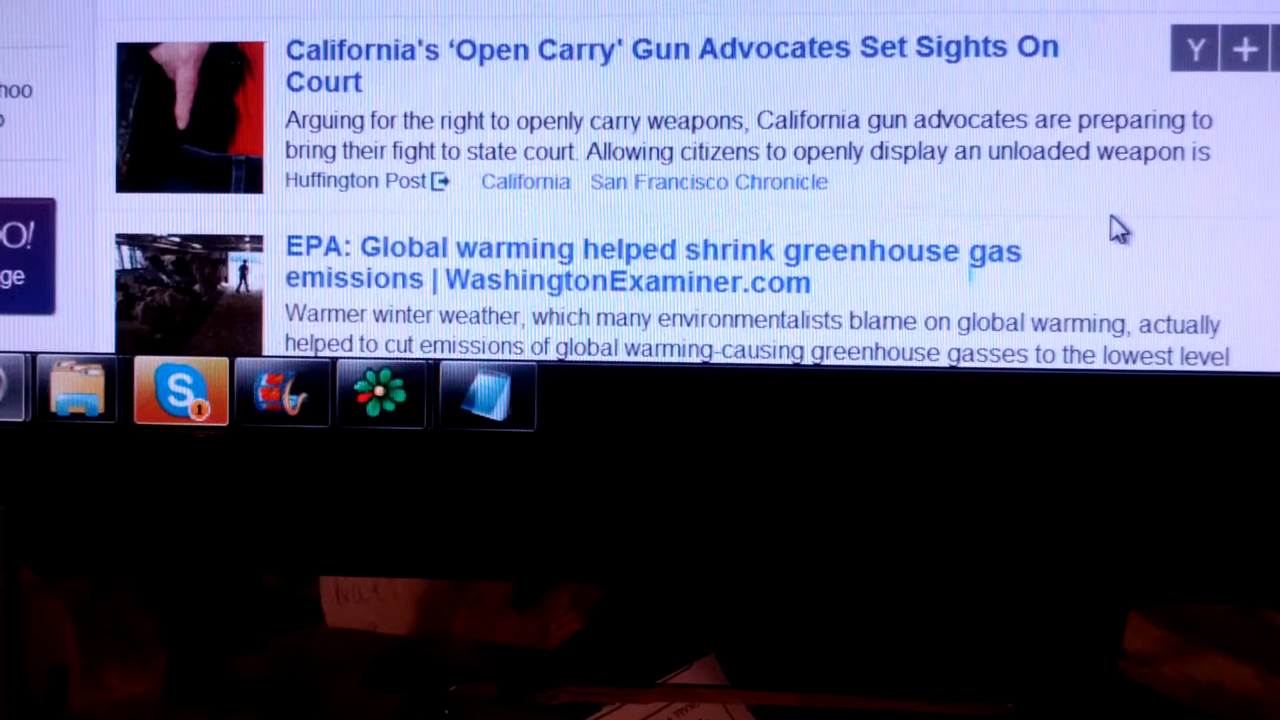 California's ‘Open Carry' Gun Advocates Set Sights On
Court
Y +
hoo
Arguing for the right to openly carry weapons, California gun advocates are preparing to
bring their fight to state court. Allowing citizens to openly display an unloaded weapon is
Huffington Post California San Francisco Chronicle
O!
ge
EPA: Global warming helped shrink greenhouse gas
emissions | WashingtonExaminer.com
Warmer winter weather, which many environmentalists blame on global warming, actually
helped to cut emissions of global warming-causing greenhouse gasses to the lowest level
S
1